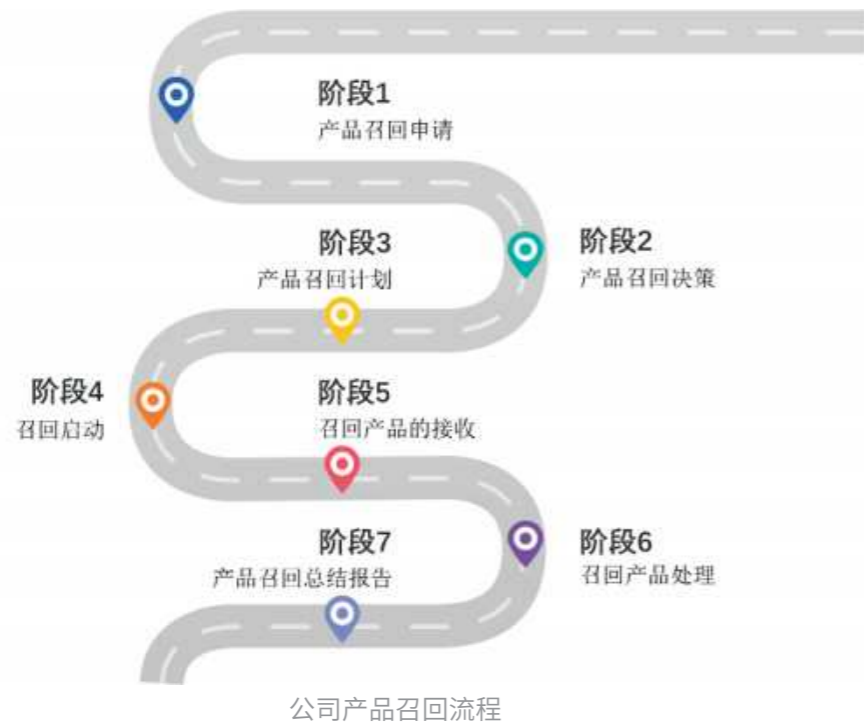 阶段1
产品召回申请
阶段2
产品召回决策
阶段3
产品召回计划
阶段4
召回启动
阶段5
召回产品的接收
阶段6
召回产品处理
阶段7
产品召回总结报告
公司产品召回流程